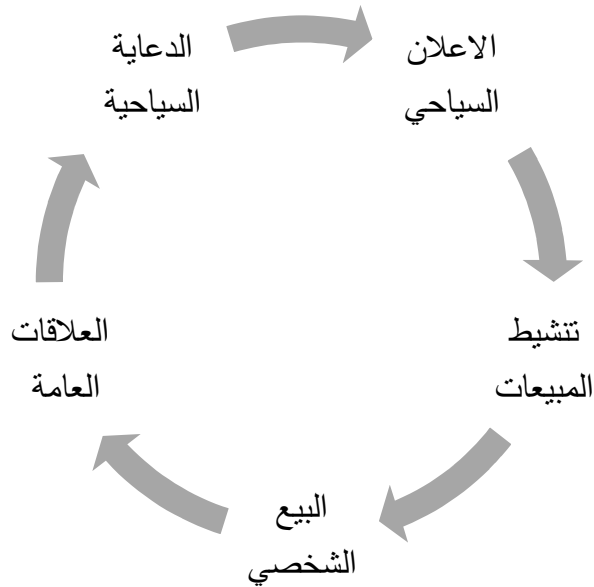 الاعلان
السياحي
تنشيط
المبيعات
البيع
الشخصي
العلاقات
العامة
الدعاية
السياحية